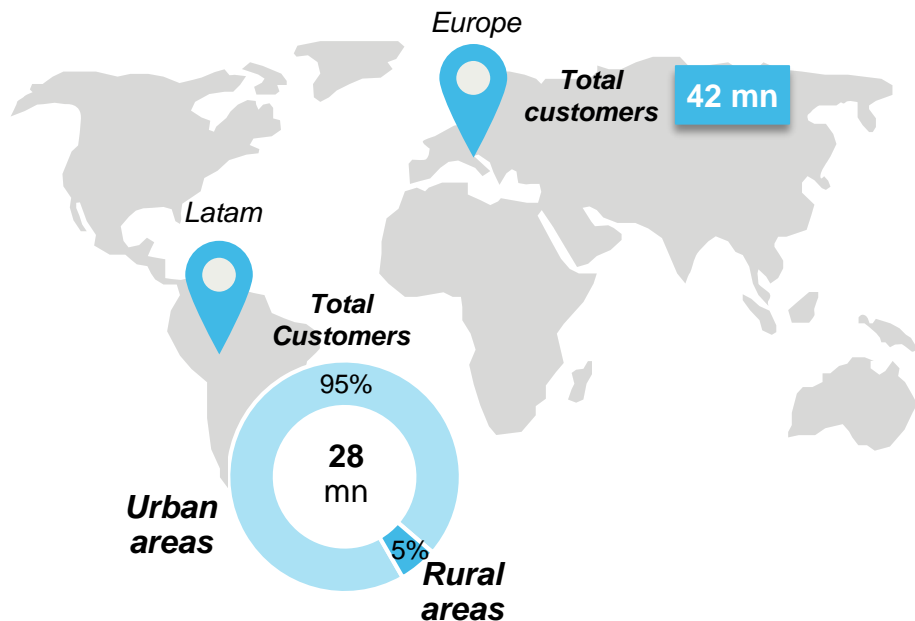 Europe
Total
customers
42 mn
Latam
Total
Customers
95%
28
mn
Urban
areas
5%
Rural
areas